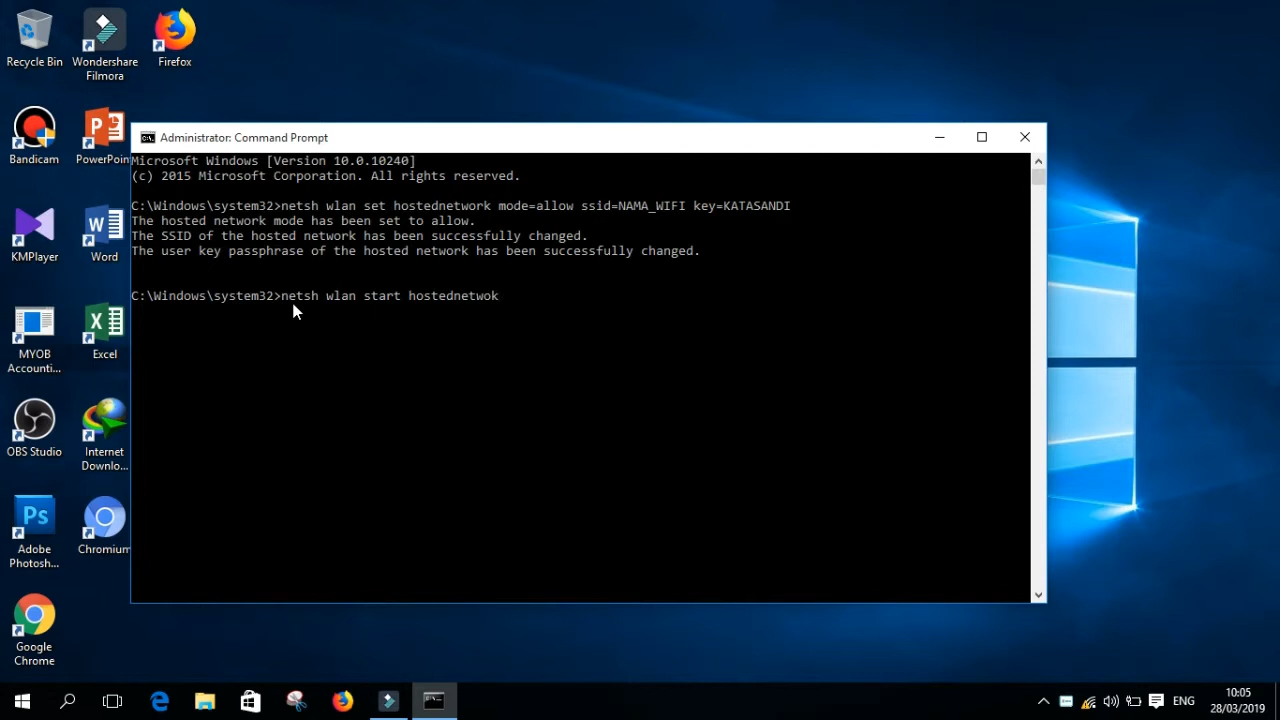 Recycle Bin
Wondershare
Filmora
Firefox
Bandicam
PowerPoint
KMPlayer
Word
MYOB
Accounti...
Excel
OBS Studio
Internet
Downlo...
Adobe
Photosh...
Chromium
Google
Chrome
Administrator: Command Prompt
Microsoft Windows [Version 10.0.10240]
(c) 2015 Microsoft Corporation. All rights reserved.
C:\Windows\system32>netsh wlan set hostednetwork mode=allow ssid=NAMA_WIFI key=KATASANDI
The hosted network mode has been set to allow.
The SSID of the hosted network has been successfully changed.
The user key passphrase of the hosted network has been successfully changed.
C:\Windows\system32>netsh wlan start hostednetwok
ENG
10:05
28/03/2019